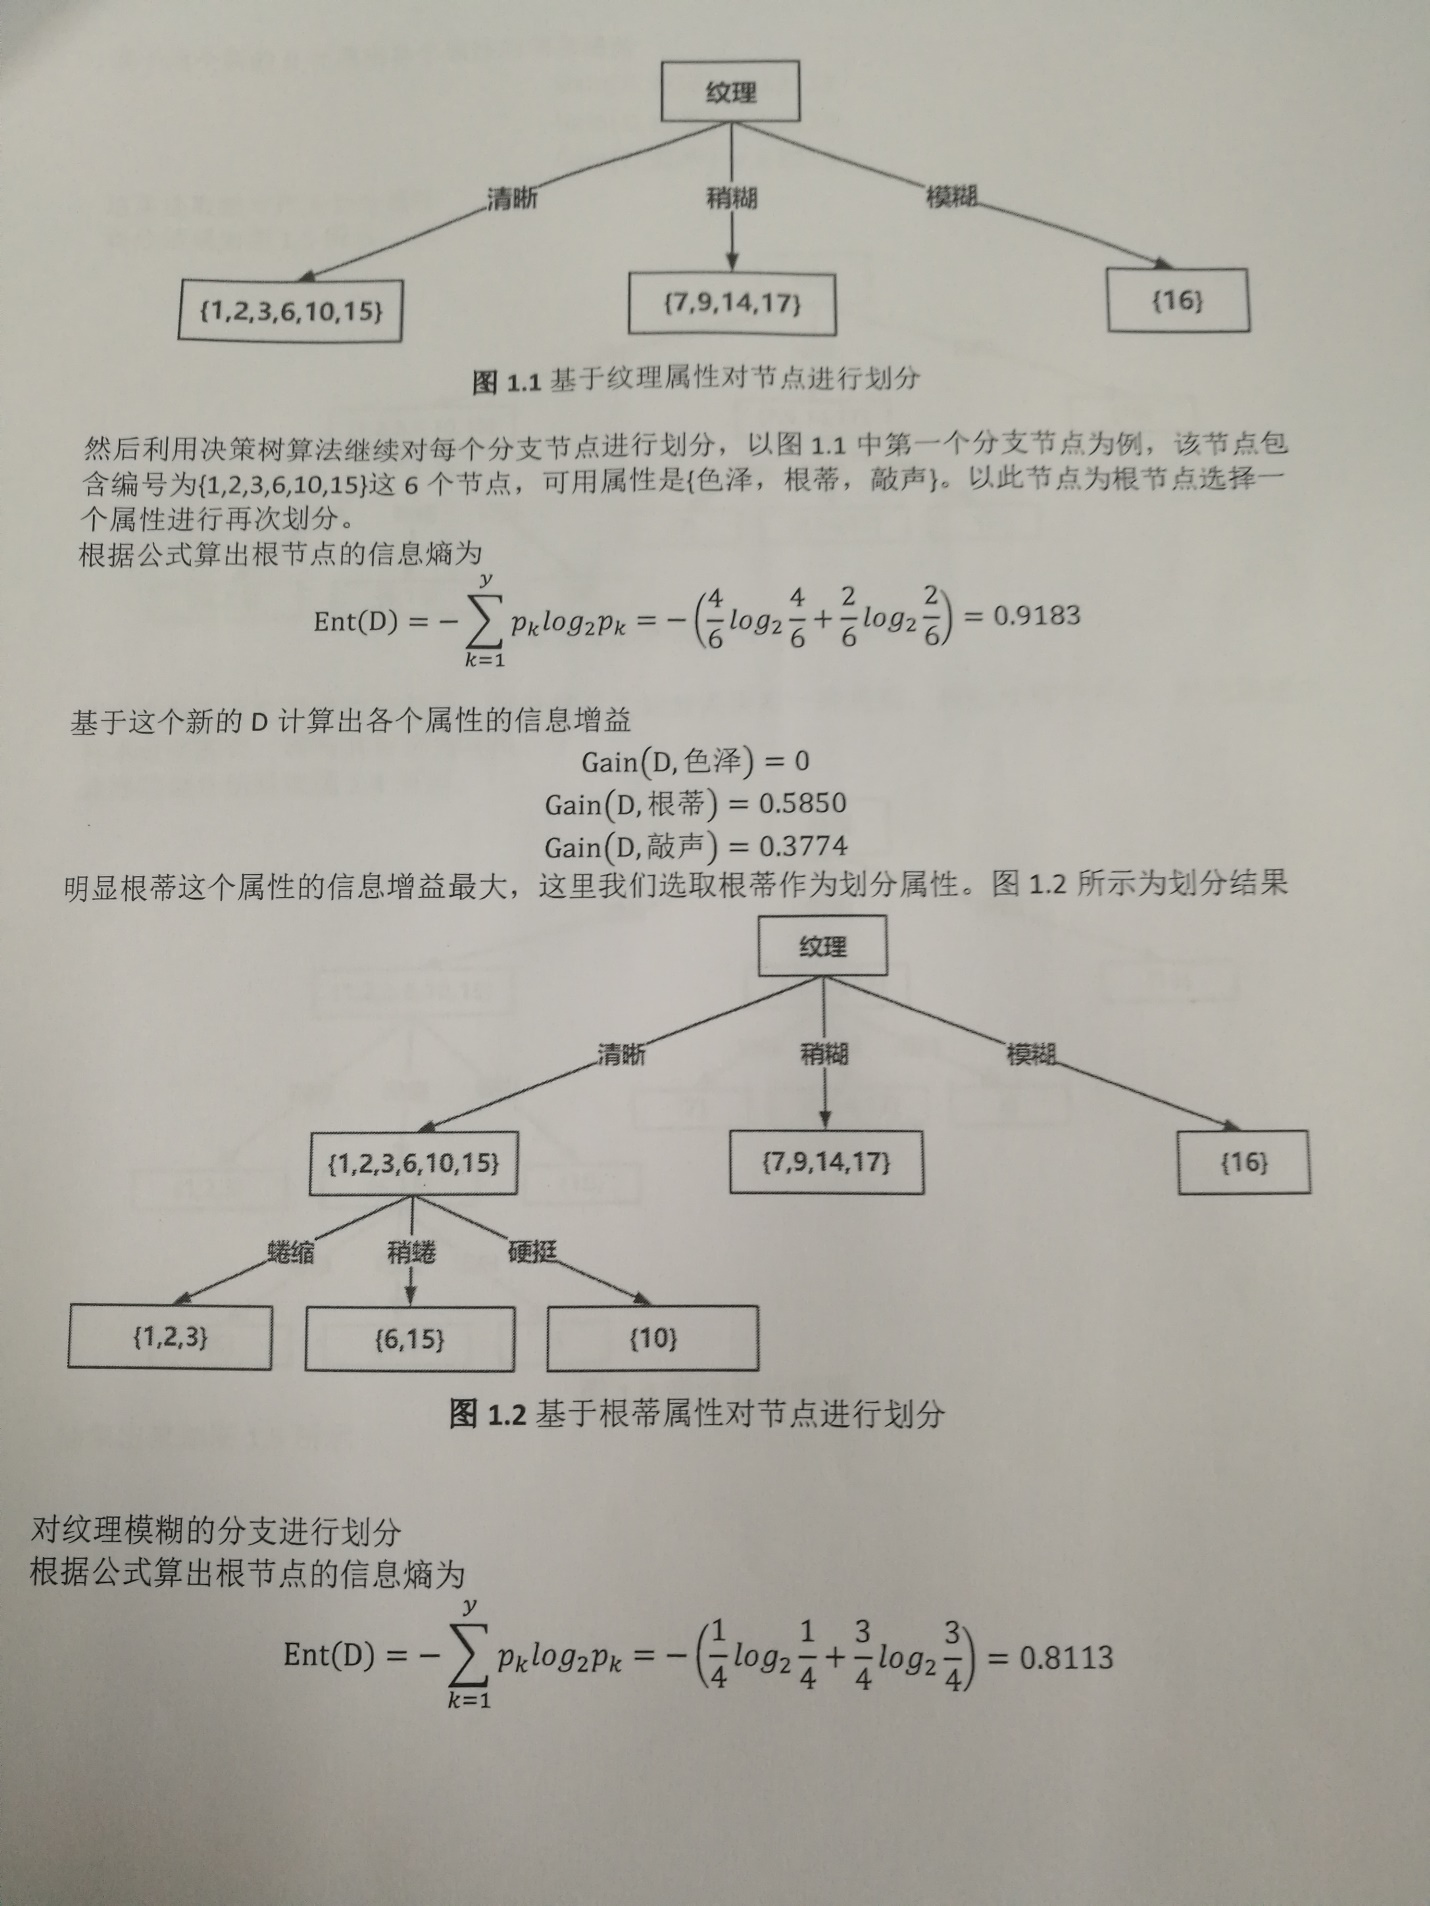 纹理
清晰 稍糊 模糊
{1,2,3,6,10,15} {7,9,14,17} {16}
图 1.1 基于纹理属性对节点进行划分
然后利用决策树算法继续对每个分支节点进行划分，以图 1.1 中第一个分支节点为例，该节点包
含编号为{1,2,3,6,10,15}这 6 个节点，可用属性是{色泽，根蒂，敲声}。以此节点为根节点选择一
个属性进行再次划分。
根据公式算出根节点的信息熵为
Ent(D) = − ∑_{k=1}^{y} p_k log₂ p_k = − (4/6 log₂ 4/6 + 2/6 log₂ 2/6) = 0.9183
基于这个新的 D 计算出各个属性的信息增益
Gain(D, 色泽) = 0
Gain(D, 根蒂) = 0.5850
Gain(D, 敲声) = 0.3774
明显根蒂这个属性的信息增益最大，这里我们选取根蒂作为划分属性。图 1.2 所示为划分结果
纹理
清晰 稍糊 模糊
{1,2,3,6,10,15} {7,9,14,17} {16}
蜷缩 稍蜷 硬挺
{1,2,3} {6,15} {10}
图 1.2 基于根蒂属性对节点进行划分
对纹理模糊的分支进行划分
根据公式算出根节点的信息熵为
Ent(D) = − ∑_{k=1}^{y} p_k log₂ p_k = − (1/4 log₂ 1/4 + 3/4 log₂ 3/4) = 0.8113